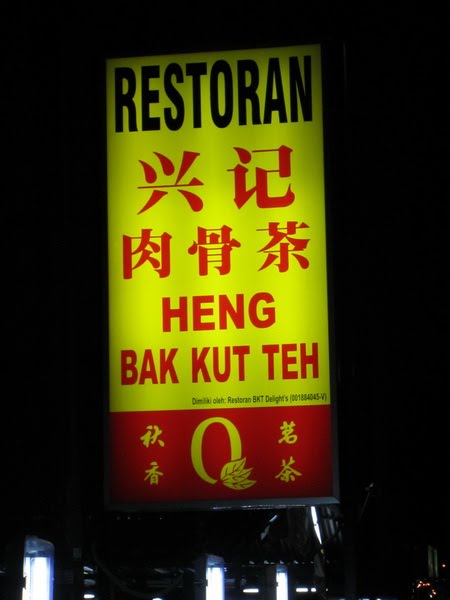 RESTORAN
兴记
肉骨茶
HENG
BAK KUT TEH
Dimiliki oleh: Restoran BKT Delight's (001884045-V)
秋香
茗茶